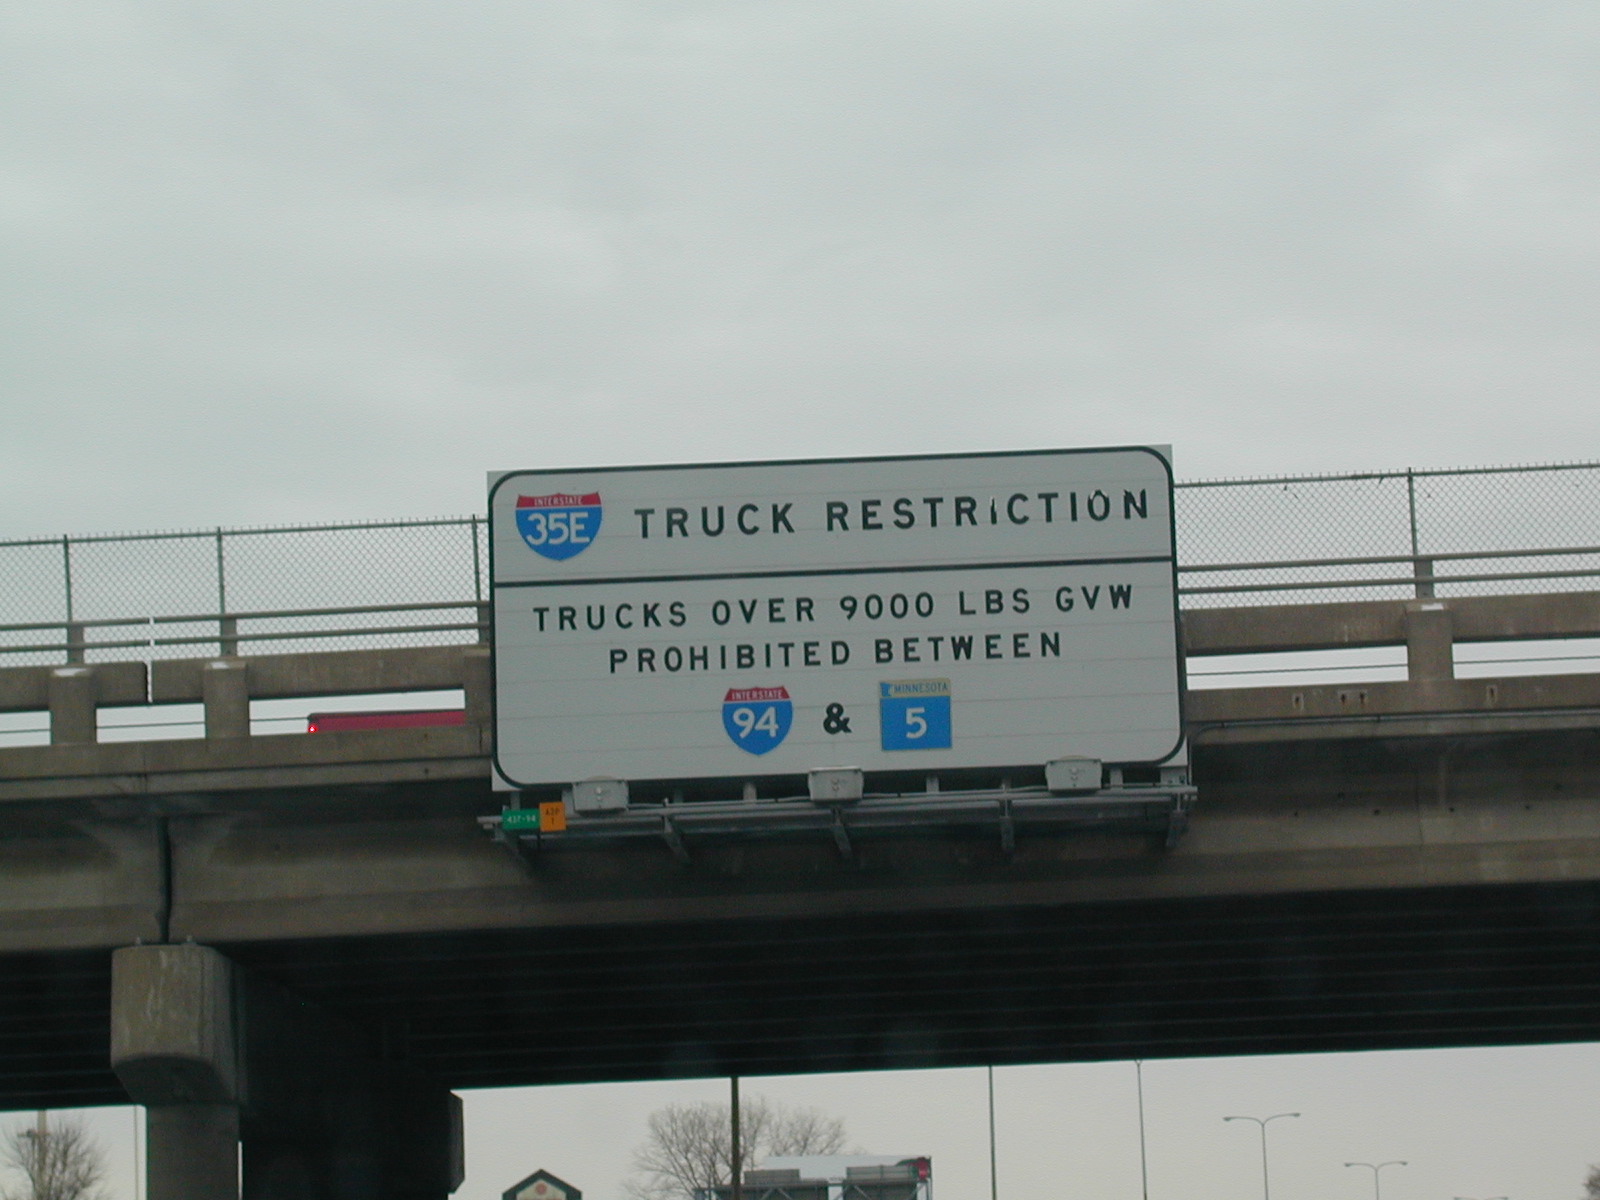 INTERSTATE
35E
TRUCK RESTRICTION
TRUCKS OVER 9000 LBS GVW
PROHIBITED BETWEEN
INTERSTATE
94 & 
MINNESOTA
5